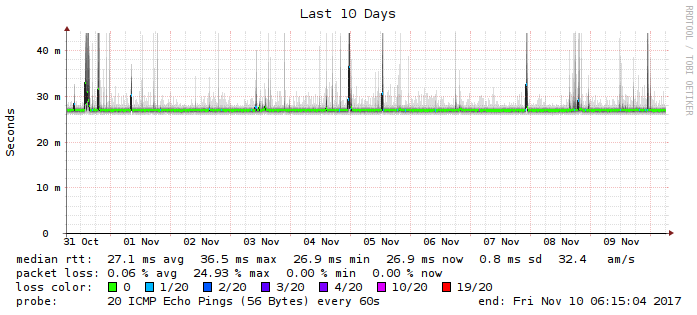 Last 10 Days
RRDTOOL / TOBI OETIKER
Seconds
40 m
30 m
20 m
10 m
0
31 Oct 01 Nov 02 Nov 03 Nov 04 Nov 05 Nov 06 Nov 07 Nov 08 Nov 09 Nov
median rtt: 27.1 ms avg 36.5 ms max 26.9 ms min 26.9 ms now 0.8 ms sd 32.4 am/s
packet loss: 0.06 % avg 24.93 % max 0.00 % min 0.00 % now
loss color: 0 1/20 2/20 3/20 4/20 10/20 19/20
probe: 20 ICMP Echo Pings (56 Bytes) every 60s end: Fri Nov 10 06:15:04 2017